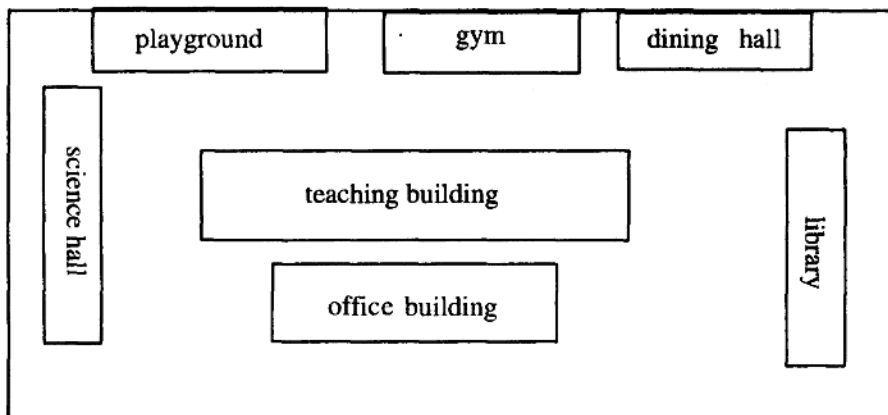 playground
gym
dining hall
science hall
teaching building
library
office building